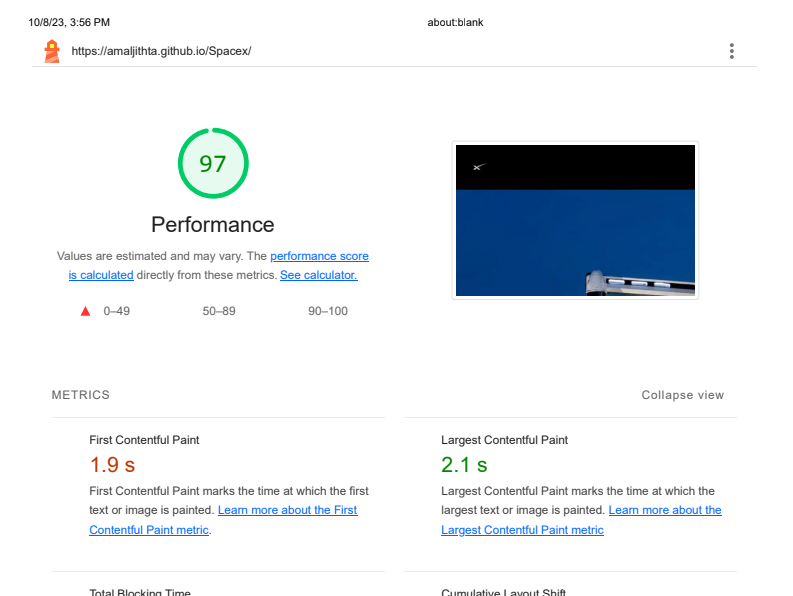 10/8/23, 3:56 PM about:blank
https://amaljithta.github.io/Spacex/
97
Performance
Values are estimated and may vary. The performance score
is calculated directly from these metrics. See calculator.
0–49 50–89 90–100
METRICS Collapse view
First Contentful Paint
1.9 s
First Contentful Paint marks the time at which the first
text or image is painted. Learn more about the First
Contentful Paint metric.
Largest Contentful Paint
2.1 s
Largest Contentful Paint marks the time at which the
largest text or image is painted. Learn more about the
Largest Contentful Paint metric
Total Blocking Time
Cumulative Layout Shift